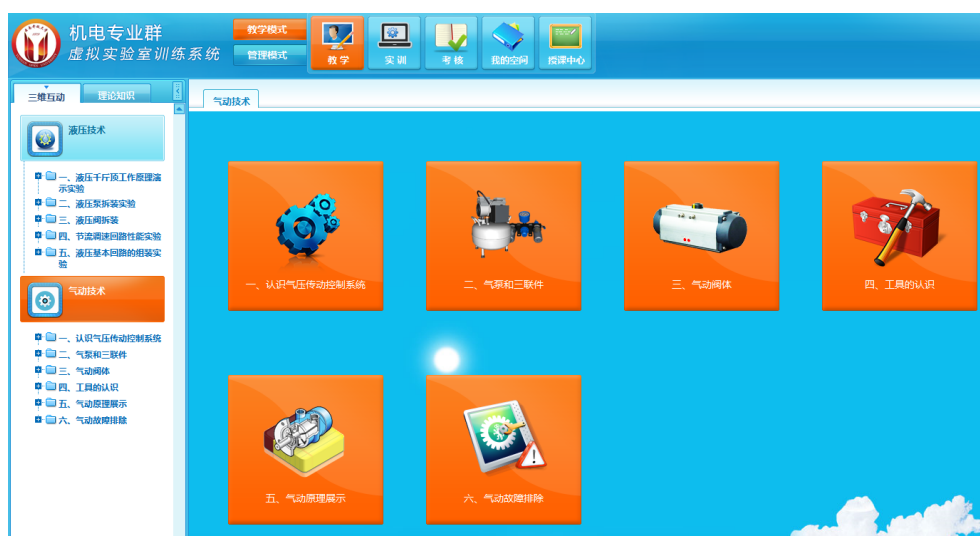 机电专业群
虚拟实验室训练系统
教学模式
管理模式
教 学
实 训
考 核
我的空间
授课中心
三维互动
理论知识
气动技术
液压技术
一、液压千斤顶工作原理演
示实验
二、液压泵拆装实验
三、液压阀拆装
四、节流调速回路性能实验
五、液压基本回路的组装实
验
气动技术
一、认识气压传动控制系统
二、气泵和三联件
三、气动阀体
四、工具的认识
五、气动原理展示
六、气动故障排除
一、认识气压传动控制系统
二、气泵和三联件
三、气动阀体
四、工具的认识
五、气动原理展示
六、气动故障排除